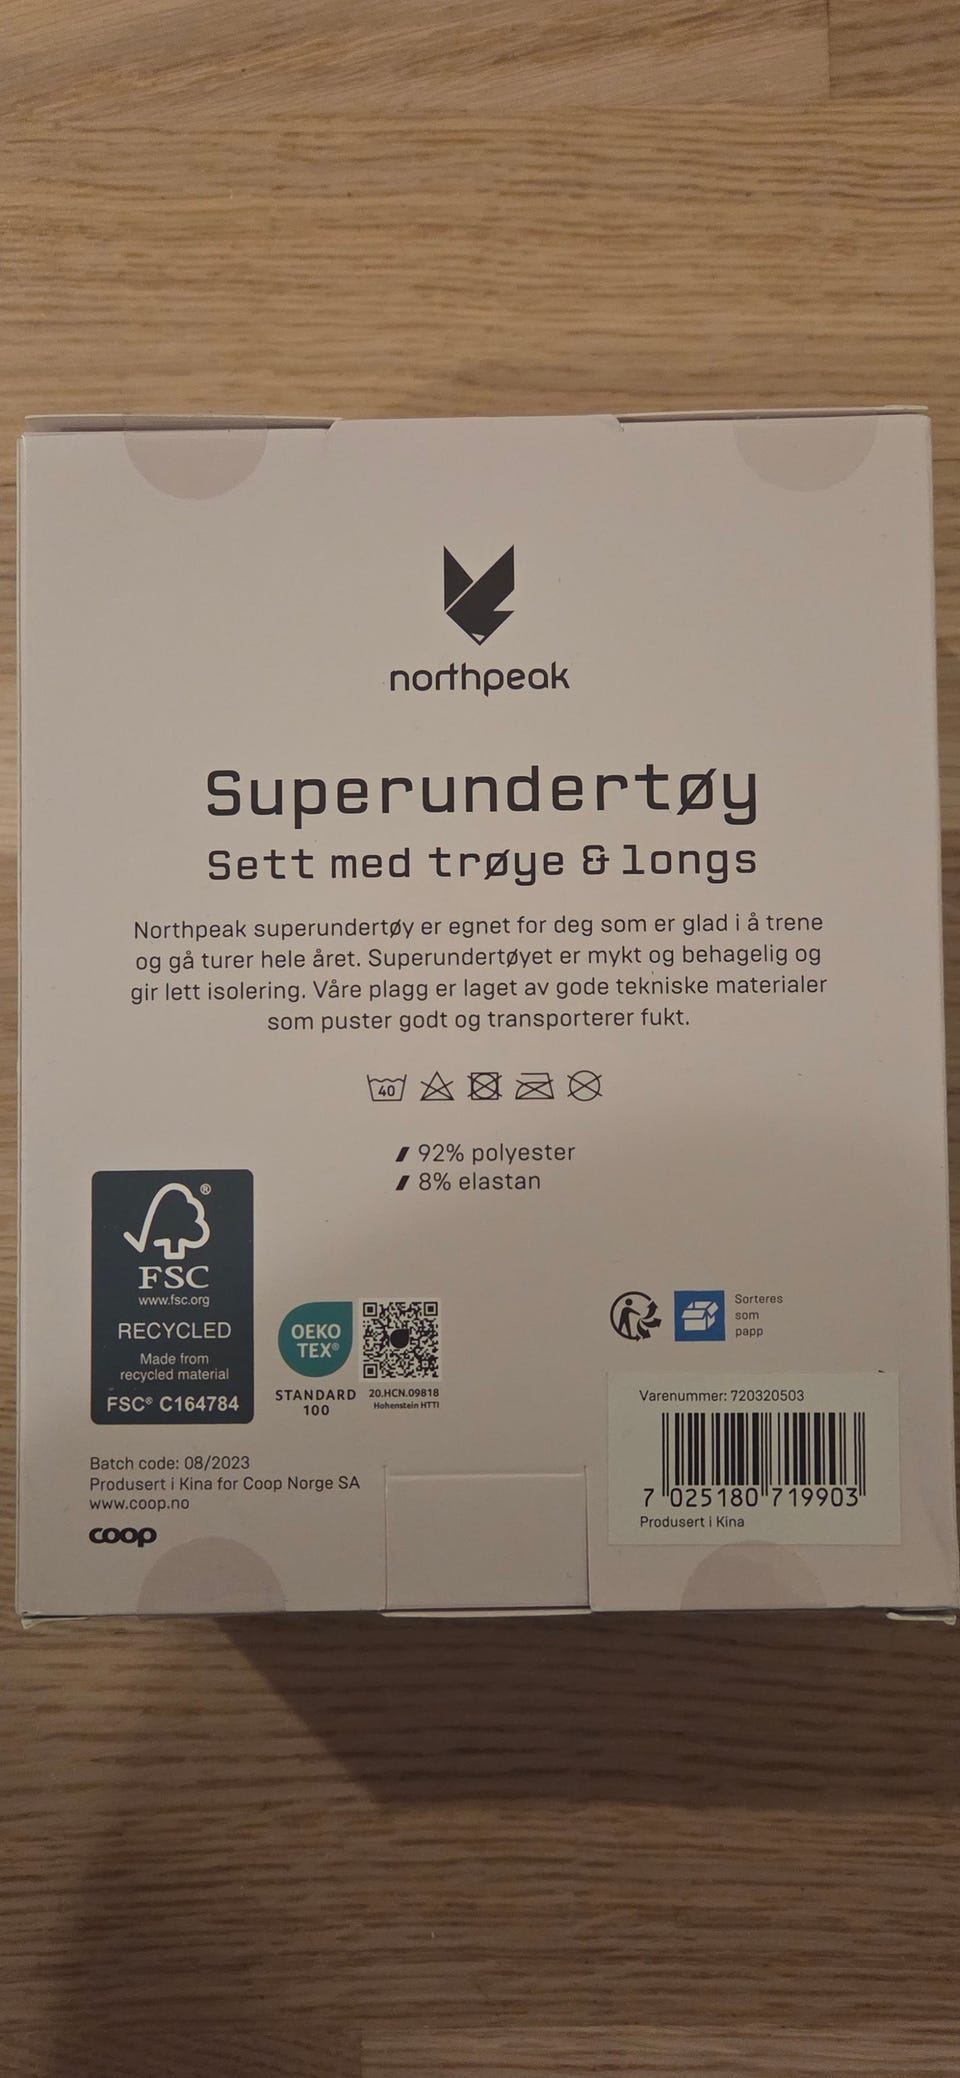 northpeak
Superundertøy
Sett med trøye & longs
Northpeak superundertøy er egnet for deg som er glad i å trene
og gå turer hele året. Superundertøyet er mykt og behagelig og
gir lett isolering. Våre plagg er laget av gode tekniske materialer
som puster godt og transporterer fukt.
40
92% polyester
8% elastan
®
FSC
www.fsc.org
RECYCLED
Made from
recycled material
FSC® C164784
OEKO
TEX®
STANDARD
100
20.HCN.09818
Hohenstein HTTI
Sorteres
som
papp
Batch code: 08/2023
Produsert i Kina for Coop Norge SA
www.coop.no
coop
Varenummer: 720320503
7 025180 719903
Produsert i Kina